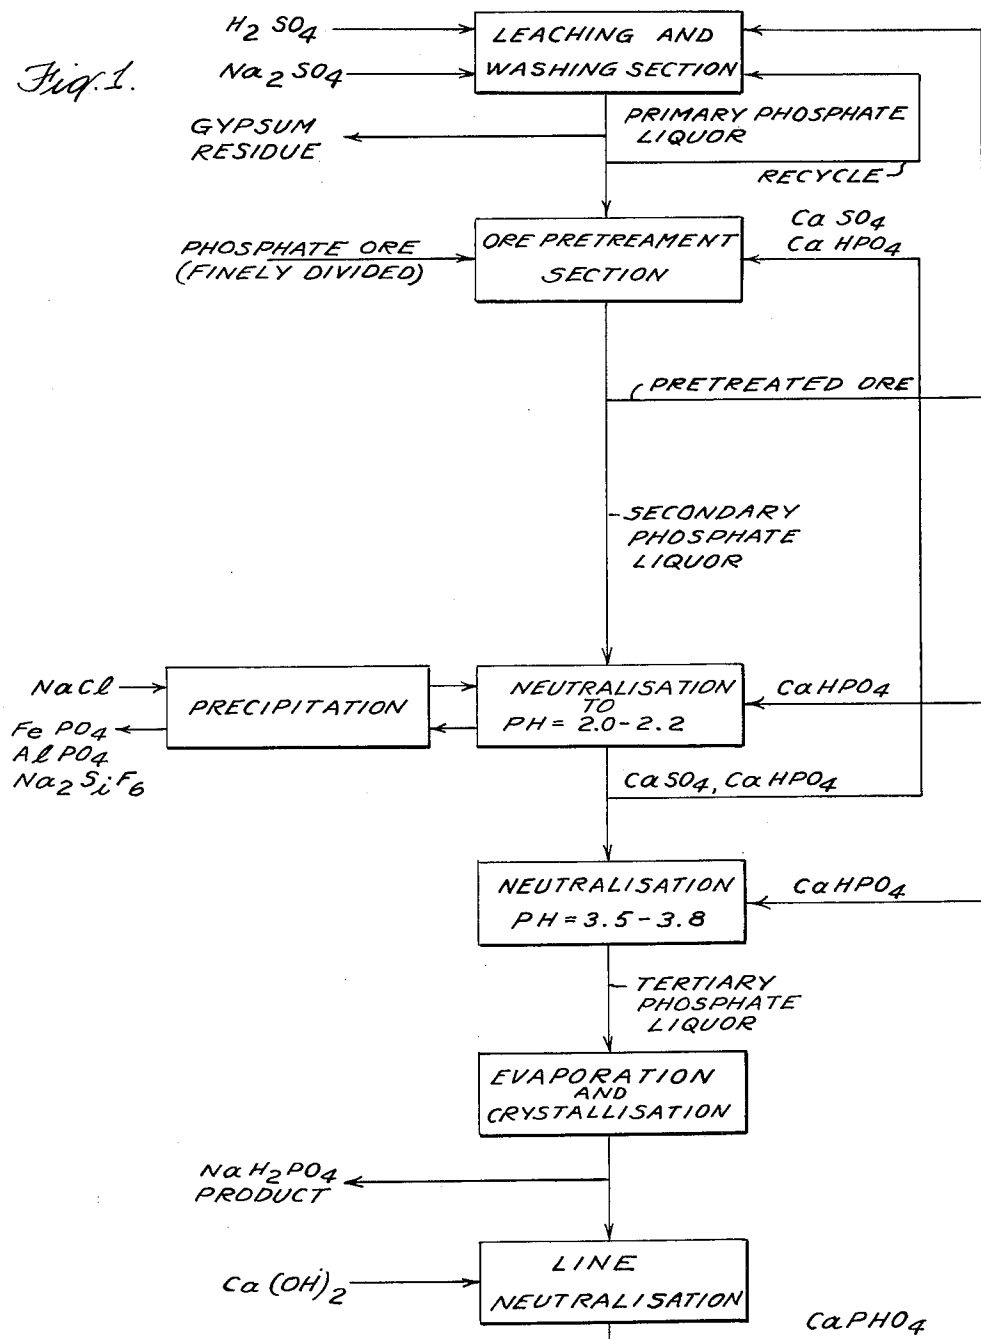 Fig. 1.
H2 SO4
Na2 SO4
LEACHING AND
WASHING SECTION
GYPSUM
RESIDUE
PRIMARY PHOSPHATE
LIQUOR
RECYCLE
PHOSPHATE ORE
(FINELY DIVIDED)
ORE PRETREAMENT
SECTION
Ca SO4
Ca HPO4
PRETREATED ORE
SECONDARY
PHOSPHATE
LIQUOR
NaCl
Fe PO4
Al PO4
Na2 Si F6
PRECIPITATION
NEUTRALISATION
TO
PH = 2.0-2.2
CaHPO4
CaSO4, CaHPO4
NEUTRALISATION
PH = 3.5-3.8
CaHPO4
TERTIARY
PHOSPHATE
LIQUOR
EVAPORATION
AND
CRYSTALLISATION
NaH2PO4
PRODUCT
Ca(OH)2
LINE
NEUTRALISATION
CaPHO4